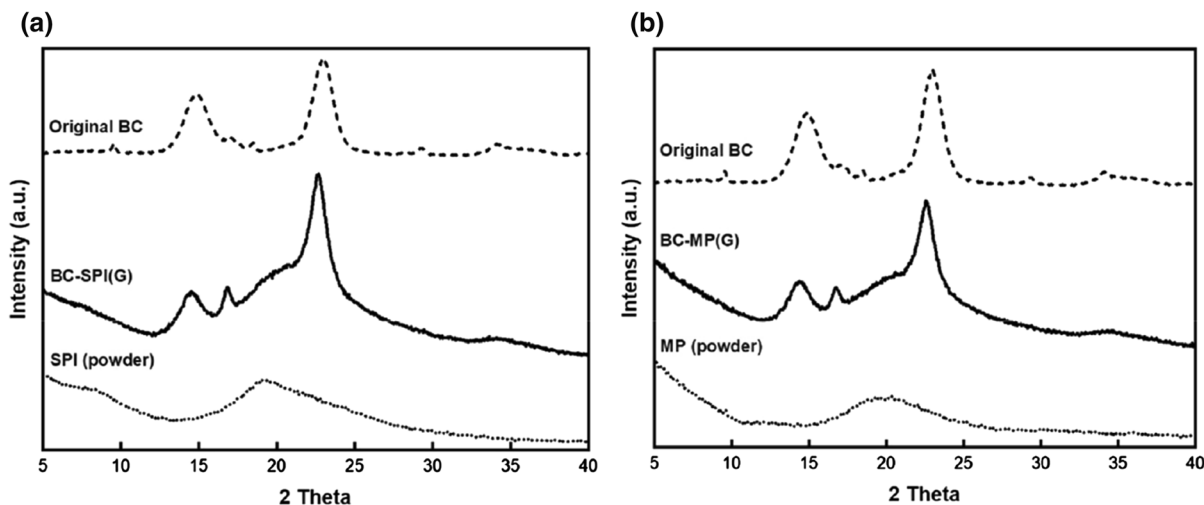 (a)
Intensity (a.u.)
Original BC
BC-SPI(G)
SPI (powder)
5 10 15 20 25 30 35 40
2 Theta
(b)
Intensity (a.u.)
Original BC
BC-MP(G)
MP (powder)
5 10 15 20 25 30 35 40
2 Theta